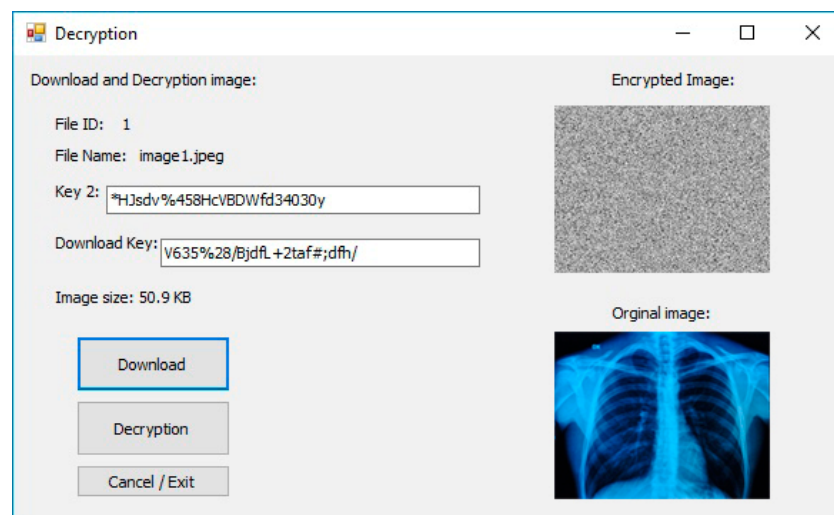 Decryption
Download and Decryption image:
File ID: 1
File Name: image1.jpeg
Key 2: *HJsdv%458HcVBDWfd34030y
Download Key: V635%28/BjdfL+2taf#;dfh/
Image size: 50.9 KB
Download
Decryption
Cancel / Exit
Encrypted Image:
Orginal image: